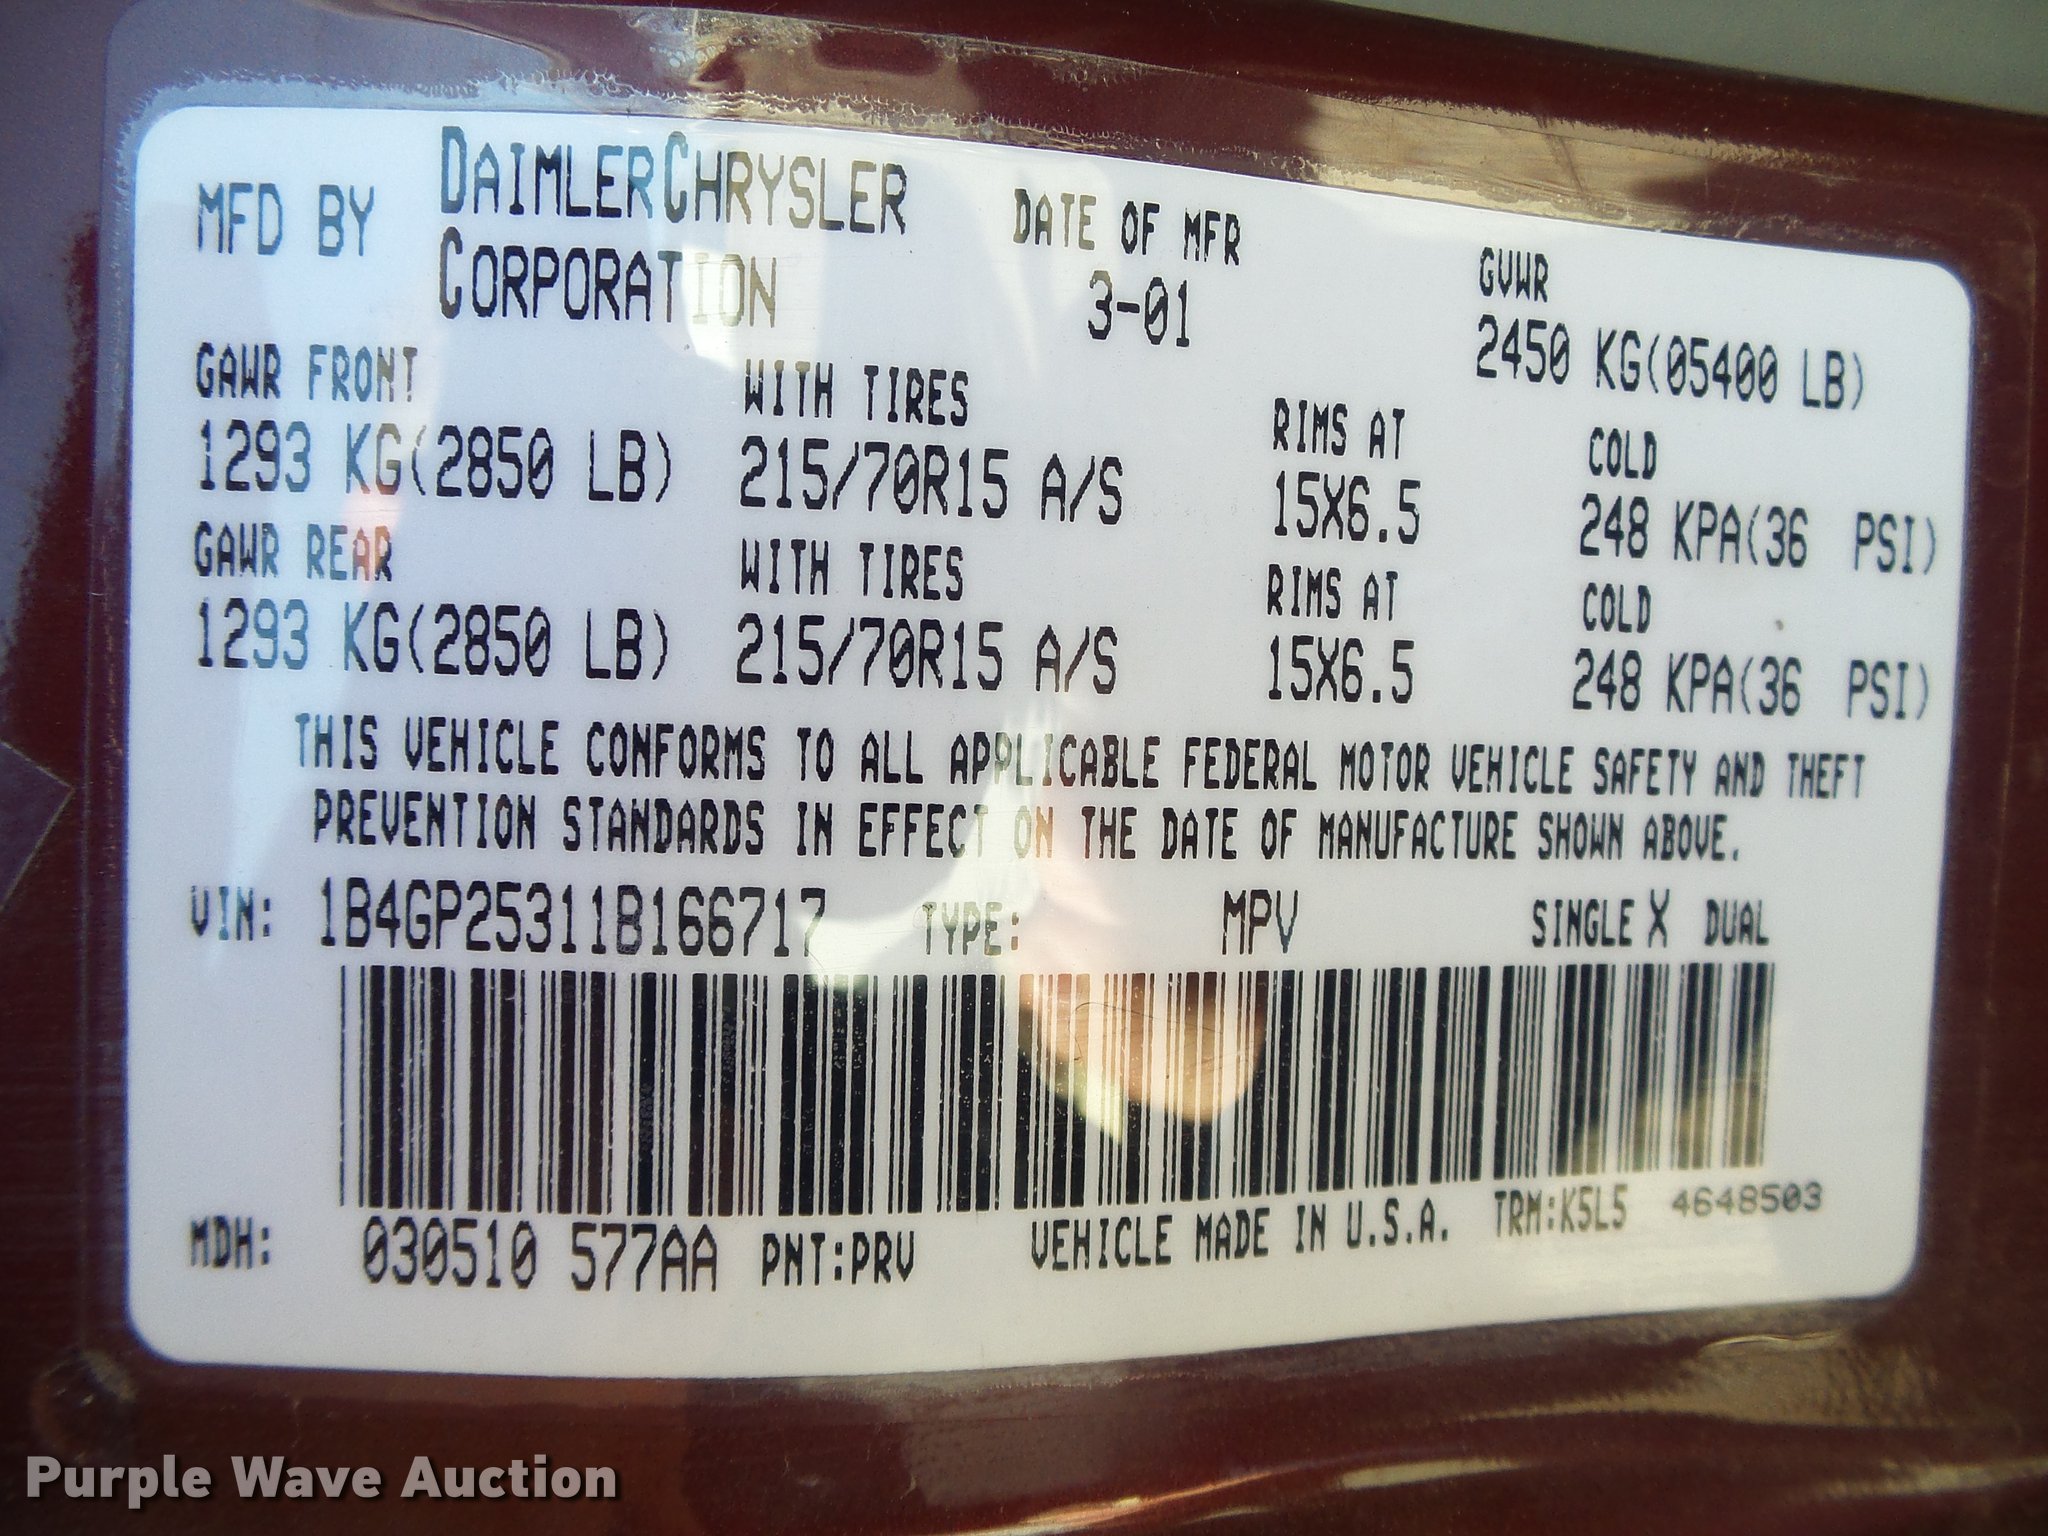 MFD BY DAIMLERCHRYSLER CORPORATION
DATE OF MFR
3-01
GVWR
2450 KG(05400 LB)
GAWR FRONT WITH TIRES RIMS AT COLD
1293 KG(2850 LB) 215/70R15 A/S 15X6.5 248 KPA(36 PSI)
GAWR REAR WITH TIRES RIMS AT COLD
1293 KG(2850 LB) 215/70R15 A/S 15X6.5 248 KPA(36 PSI)
THIS VEHICLE CONFORMS TO ALL APPLICABLE FEDERAL MOTOR VEHICLE SAFETY AND THEFT
PREVENTION STANDARDS IN EFFECT ON THE DATE OF MANUFACTURE SHOWN ABOVE.
VIN: 1B4GP25311B166717 TYPE: MPV SINGLE X DUAL
MDH: 030510 577AA PNT:PRV VEHICLE MADE IN U.S.A. TRM:K5L5 4648503
Purple Wave Auction